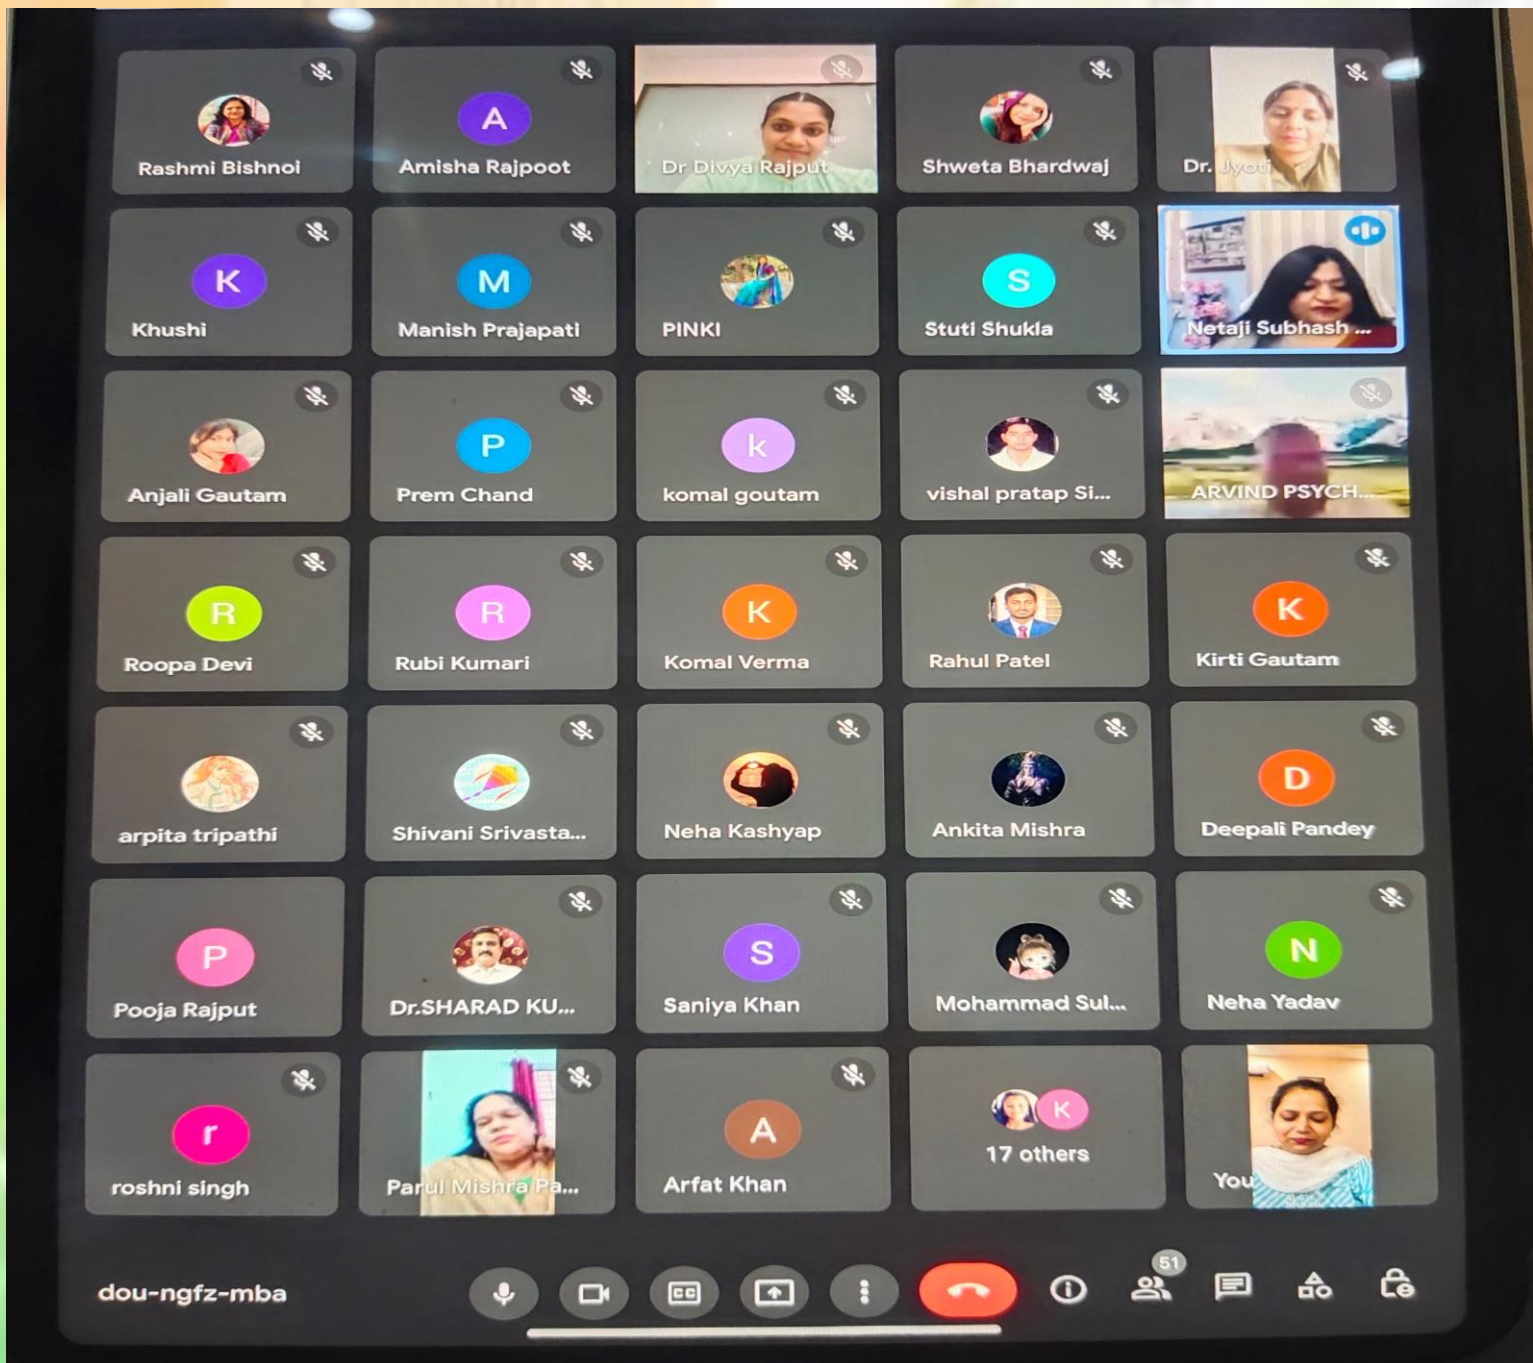 Rashmi Bishnoi
A
Amisha Rajpoot
Dr Divya Rajput
Shweta Bhardwaj
Dr. Jyoti
K
Khushi
M
Manish Prajapati
PINKI
S
Stuti Shukla
Netaji Subhash ...
Anjali Gautam
P
Prem Chand
k
komal goutam
vishal pratap Si...
ARVIND PSYCH...
R
Roopa Devi
R
Rubi Kumari
K
Komal Verma
Rahul Patel
K
Kirti Gautam
arpita tripathi
Shivani Srivasta...
Neha Kashyap
Ankita Mishra
D
Deepali Pandey
P
Pooja Rajput
Dr.SHARAD KU...
S
Saniya Khan
Mohammad Sul...
N
Neha Yadav
r
roshni singh
Parul Mishra Pa...
A
Arfat Khan
K
17 others
You
dou-ngfz-mba
CC
51